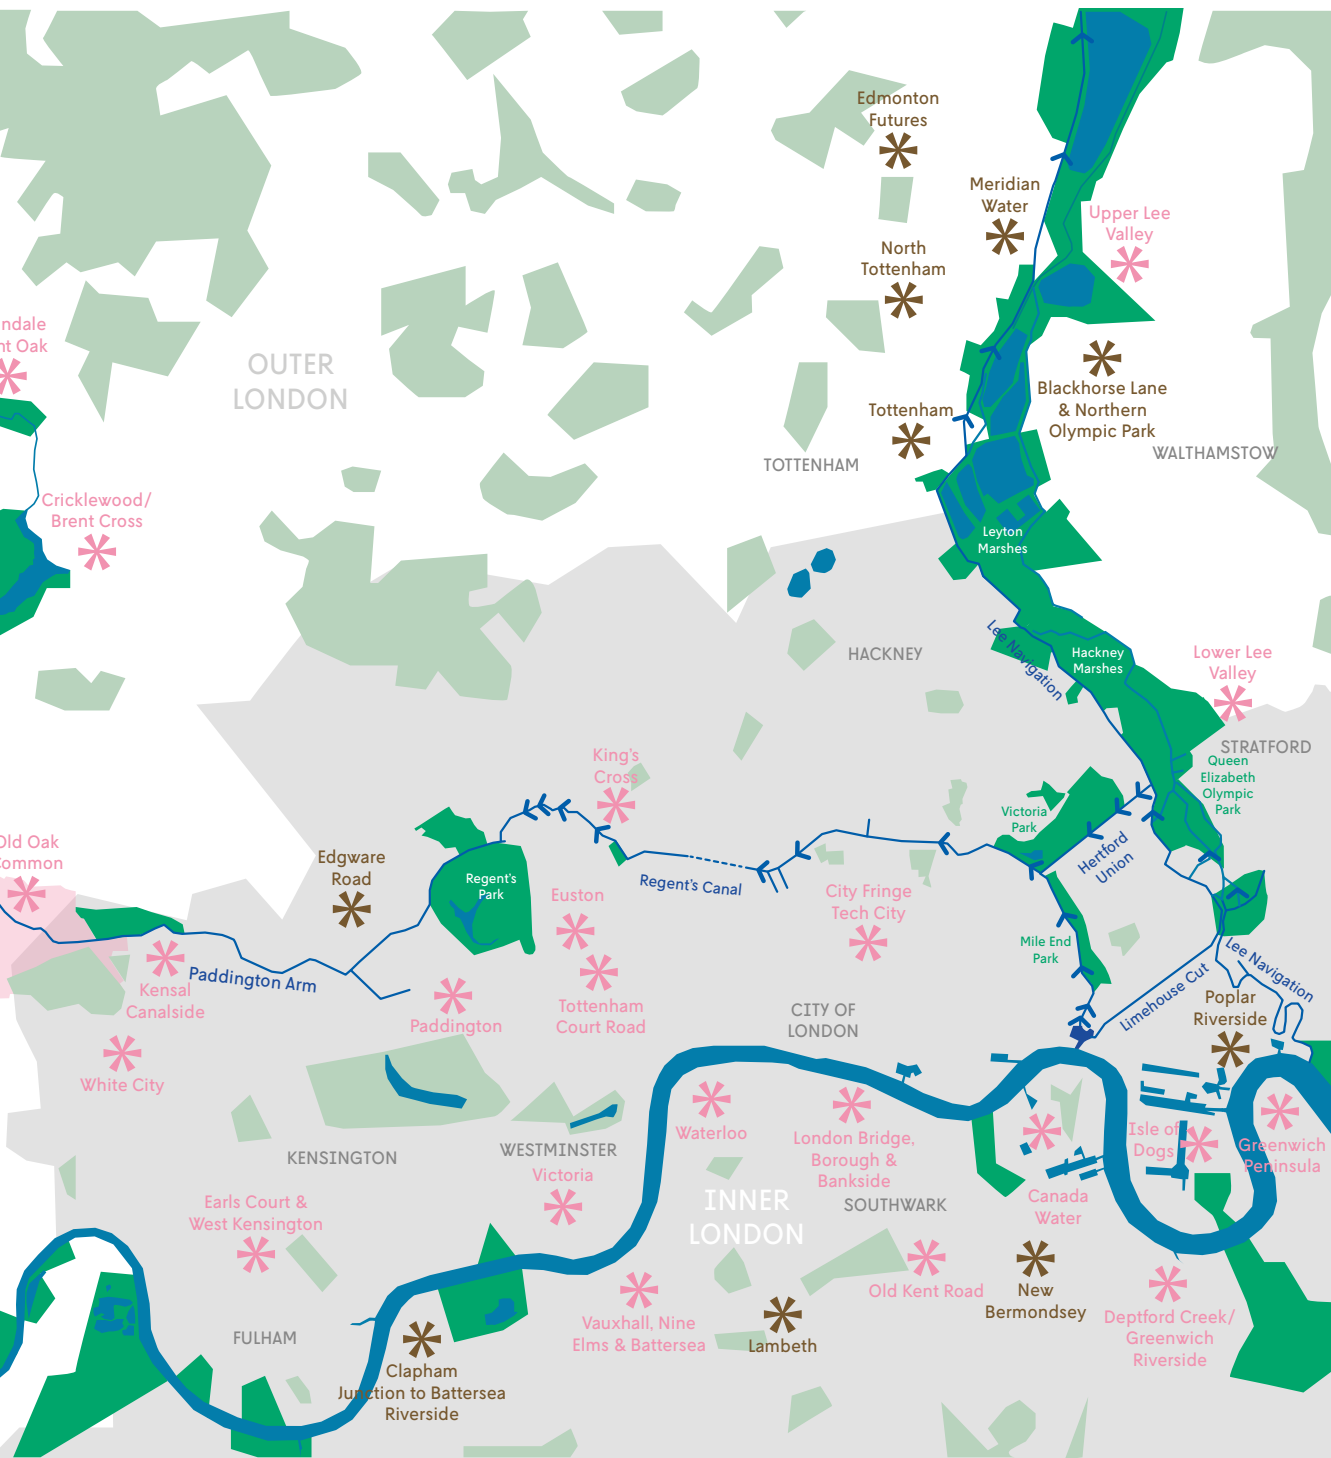 Edmonton
Futures
Meridian
Water
Upper Lee
Valley
North
Tottenham
ndale
nt Oak
OUTER
LONDON
Blackhorse Lane
& Northern
Olympic Park
Tottenham
WALTHAMSTOW
TOTTENHAM
Cricklewood/
Brent Cross
Leyton
Marshes
Lee Navigation
HACKNEY
Hackney
Marshes
Lower Lee
Valley
STRATFORD
Queen
Elizabeth
Olympic
Park
King's
Cross
Victoria
Park
Hertford
Union
Old Oak
Common
Edgware
Road
Regent's
Park
Regent's Canal
Euston
City Fringe
Tech City
Mile End
Park
Lee Navigation
Limehouse Cut
Poplar
Riverside
Paddington Arm
Kensal
Canalside
Paddington
Tottenham
Court Road
CITY OF
LONDON
White City
Waterloo
London Bridge,
Borough &
Bankside
Isle of
Dogs
Greenwich
Peninsula
KENSINGTON
WESTMINSTER
Victoria
INNER
LONDON
SOUTHWARK
Canada
Water
Earls Court &
West Kensington
Old Kent Road
New
Bermondsey
Deptford Creek/
Greenwich
Riverside
FULHAM
Vauxhall, Nine
Elms & Battersea
Lambeth
Clapham
Junction to Battersea
Riverside